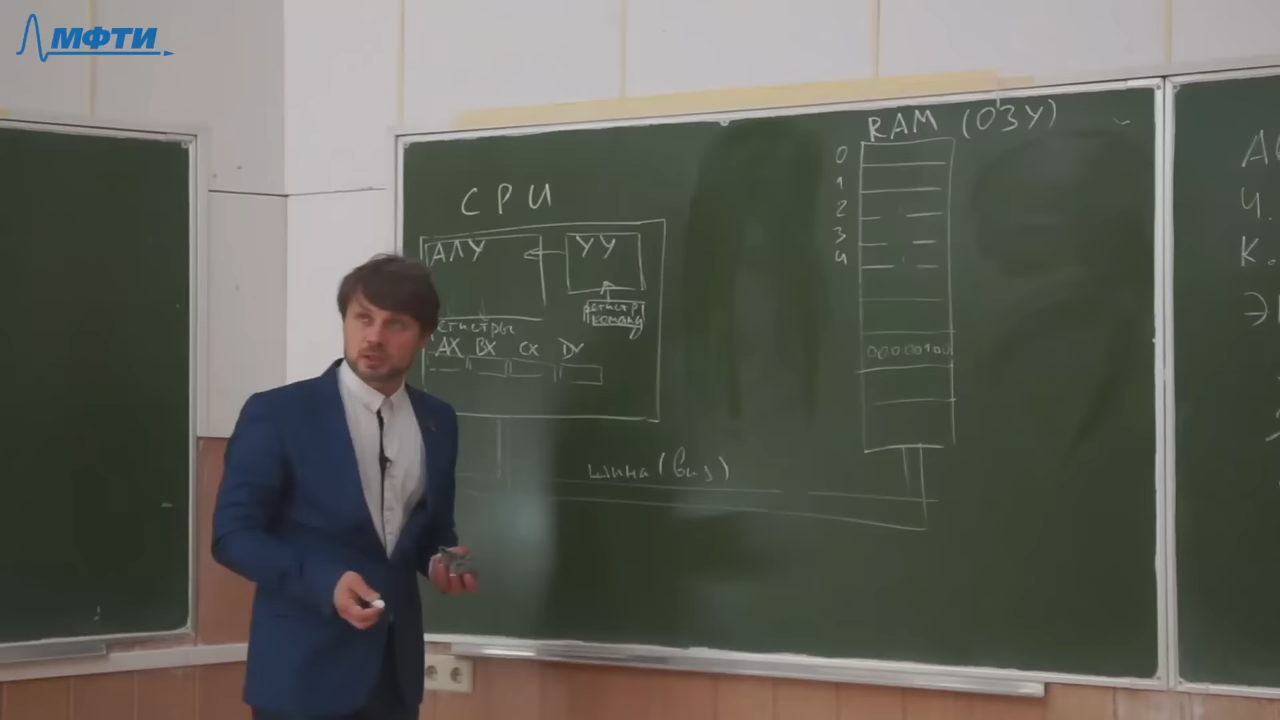 МФТИ
RAM (ОЗУ)
0
1
2
3
4
CPU
АЛУ
УУ
регистр
команд
регистры
AX BX CX DX
00000100
шина (bus)
К.